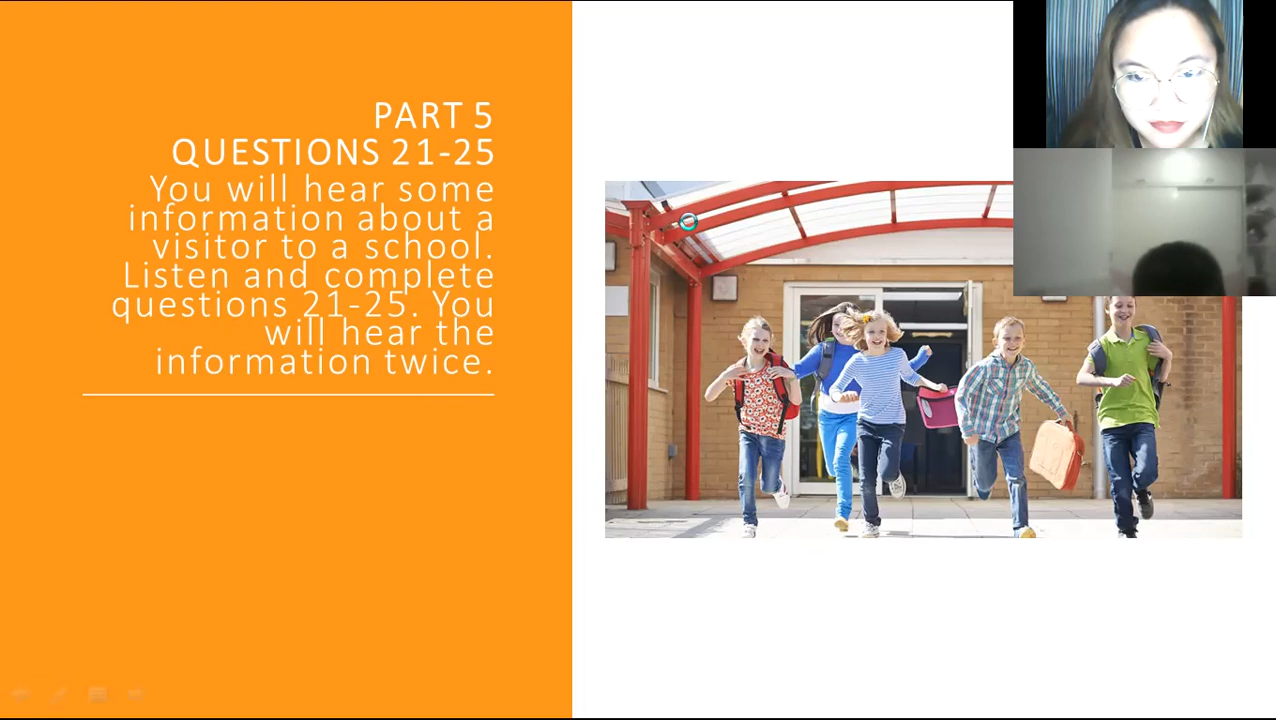 PART 5
QUESTIONS 21-25
You will hear some
information about a
visitor to a school.
Listen and complete
questions 21-25. You
will hear the
information twice.